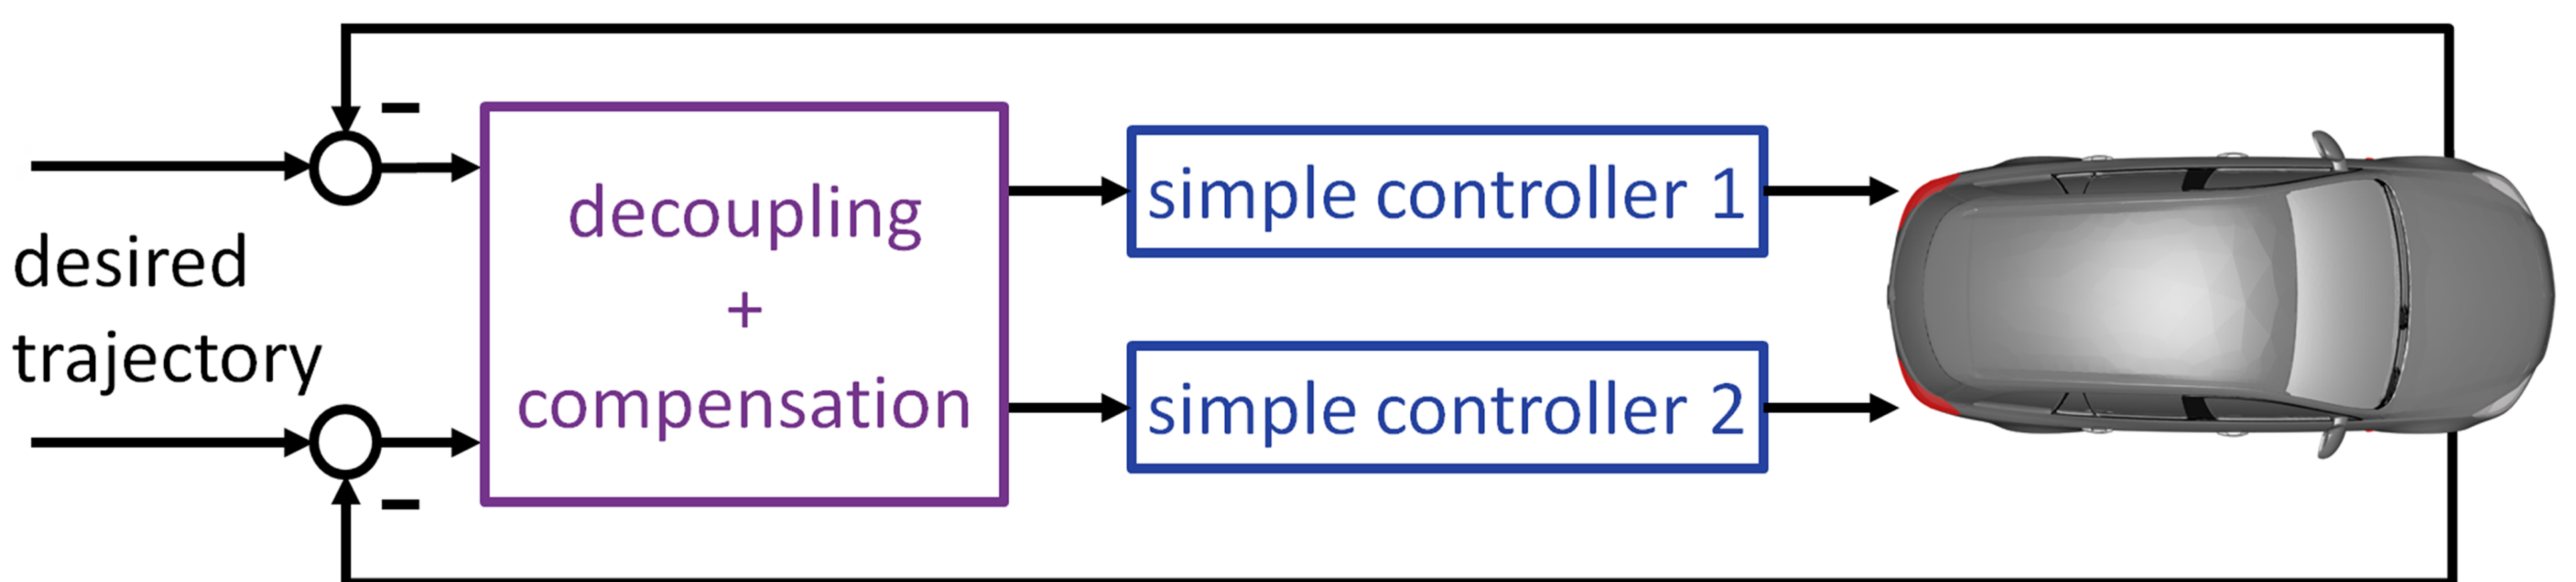 desired
trajectory
decoupling
+
compensation
simple controller 1
simple controller 2
-
-